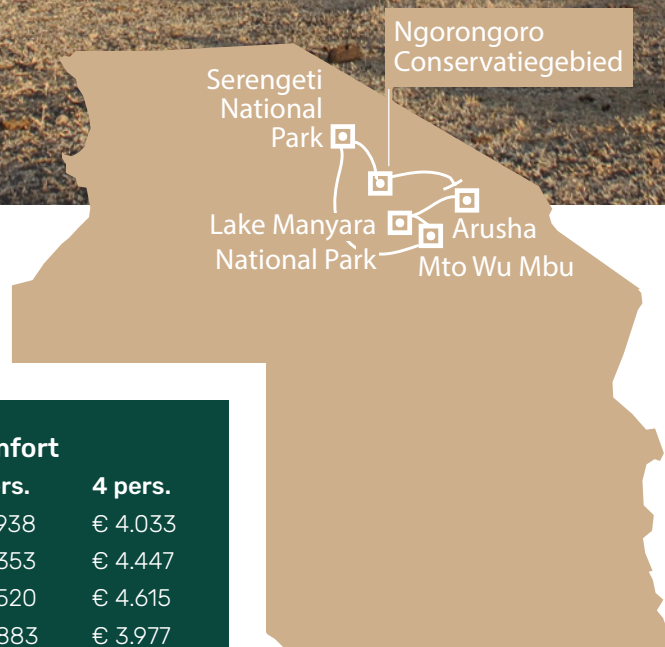 Ngorongoro
Conservatiegebied
Serengeti
National
Park
Lake Manyara
National Park
Arusha
Mto Wu Mbu
4 pers.
€ 4.033
€ 4.447
€ 4.615
€ 3.977